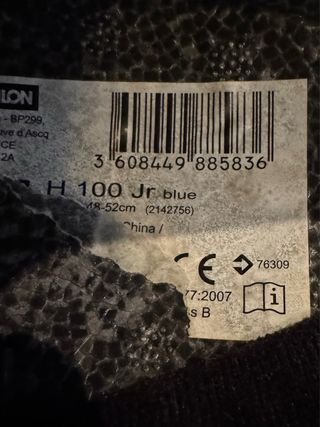 LON
- BP299,
uve d'Ascq
CE
2A
3 608449 885836
H 100 Jr blue
48-52cm (2142756)
China /
CE 76309
77:2007
s B